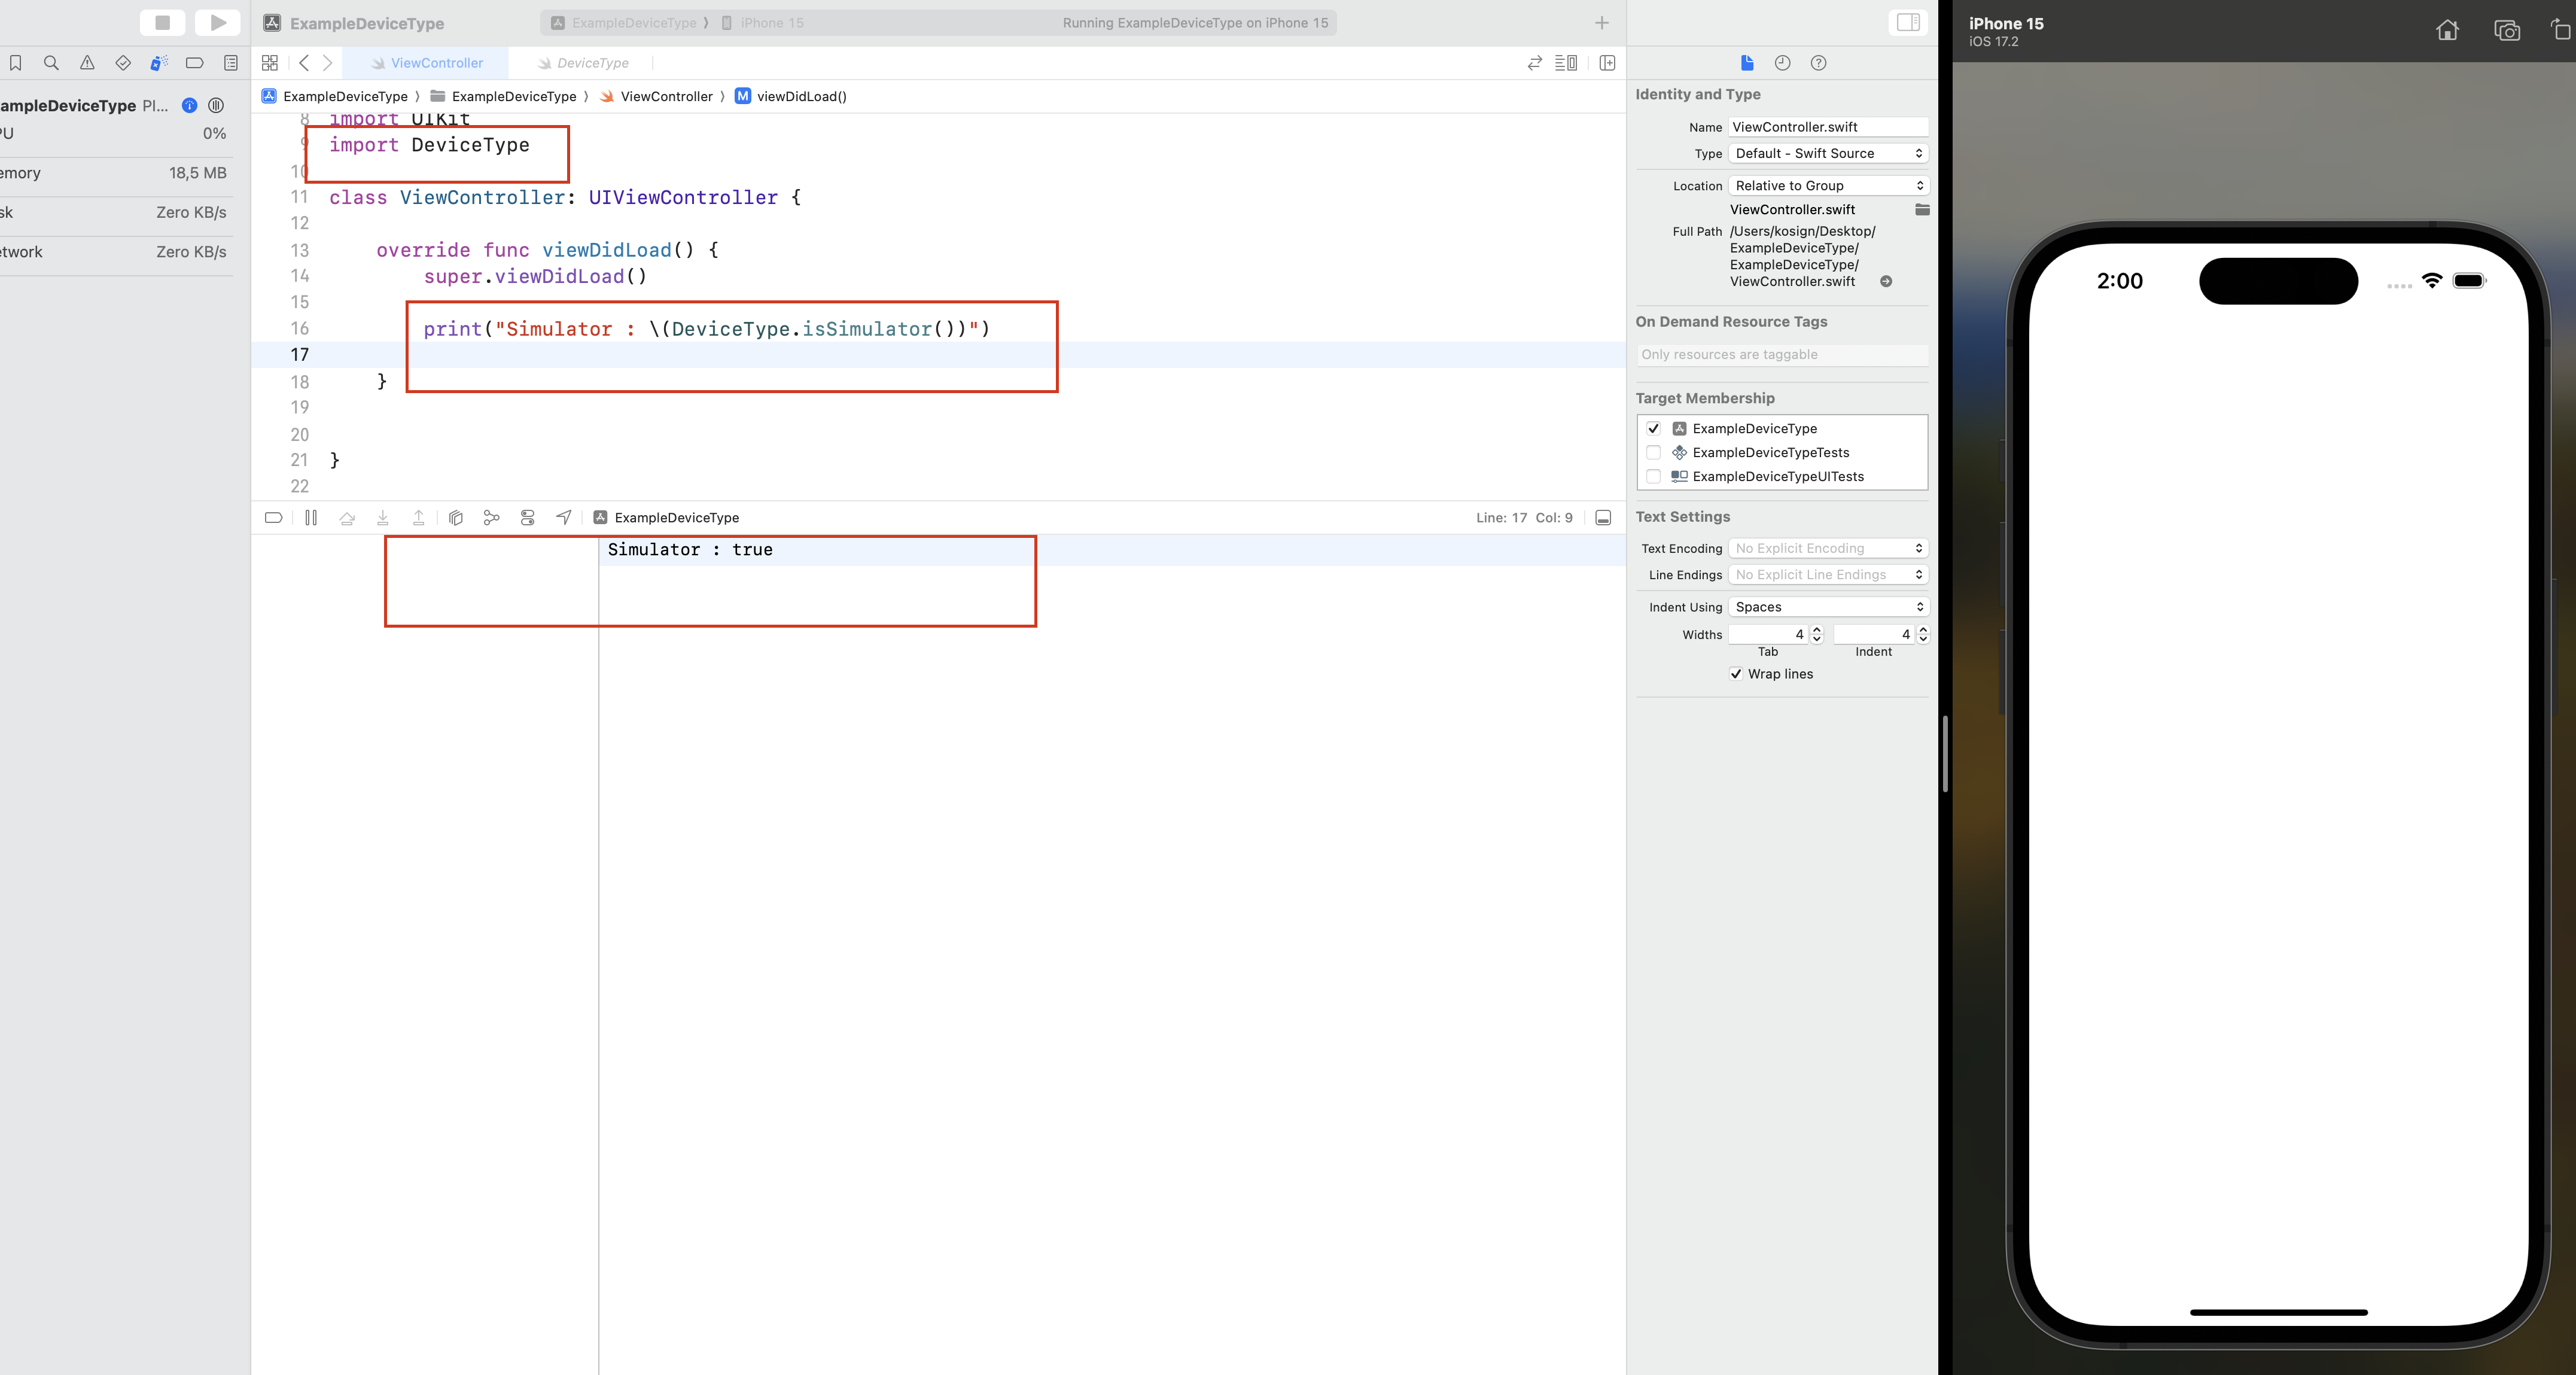 ExampleDeviceType
ExampleDeviceType 〉 iPhone 15
Running ExampleDeviceType on iPhone 15
iPhone 15
iOS 17.2
ViewController
DeviceType
ampleDeviceType PI...
PU 0%
emory 18,5 MB
sk Zero KB/s
etwork Zero KB/s
ExampleDeviceType 〉 ExampleDeviceType 〉 ViewController 〉 M viewDidLoad()
8 import UIKit
9 import DeviceType
10
11 class ViewController: UIViewController {
12
13 override func viewDidLoad() {
14 super.viewDidLoad()
15
16 print("Simulator : \(DeviceType.isSimulator())")
17
18 }
19
20
21 }
22
ExampleDeviceType
Line: 17 Col: 9
Simulator : true
Identity and Type
Name ViewController.swift
Type Default - Swift Source
Location Relative to Group
ViewController.swift
Full Path /Users/kosign/Desktop/
ExampleDeviceType/
ExampleDeviceType/
ViewController.swift
On Demand Resource Tags
Only resources are taggable
Target Membership
ExampleDeviceType
ExampleDeviceTypeTests
ExampleDeviceTypeUITests
Text Settings
Text Encoding No Explicit Encoding
Line Endings No Explicit Line Endings
Indent Using Spaces
Widths 4 4
Tab Indent
Wrap lines
2:00